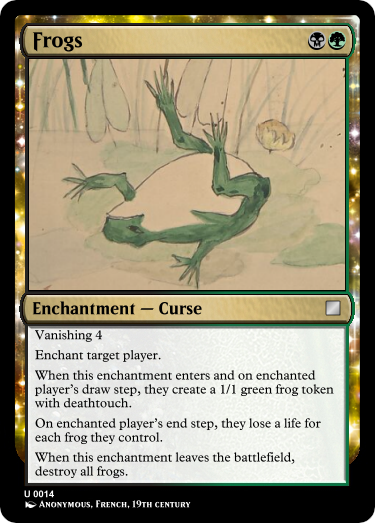 Frogs
Enchantment — Curse
Vanishing 4
Enchant target player.
When this enchantment enters and on enchanted
player's draw step, they create a 1/1 green frog token
with deathtouch.
On enchanted player's end step, they lose a life for
each frog they control.
When this enchantment leaves the battlefield,
destroy all frogs.
U 0014
Anonymous, French, 19th century